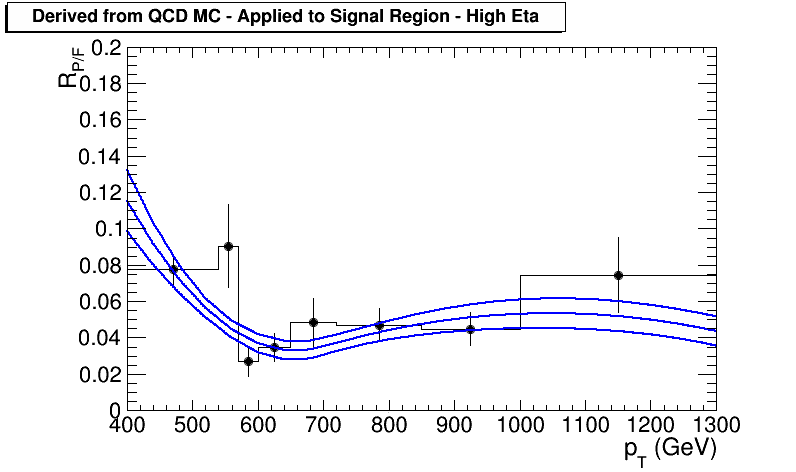 Derived from QCD MC - Applied to Signal Region - High Eta
R_P/F
0.2
0.18
0.16
0.14
0.12
0.1
0.08
0.06
0.04
0.02
0
400 500 600 700 800 900 1000 1100 1200 1300
p_T (GeV)